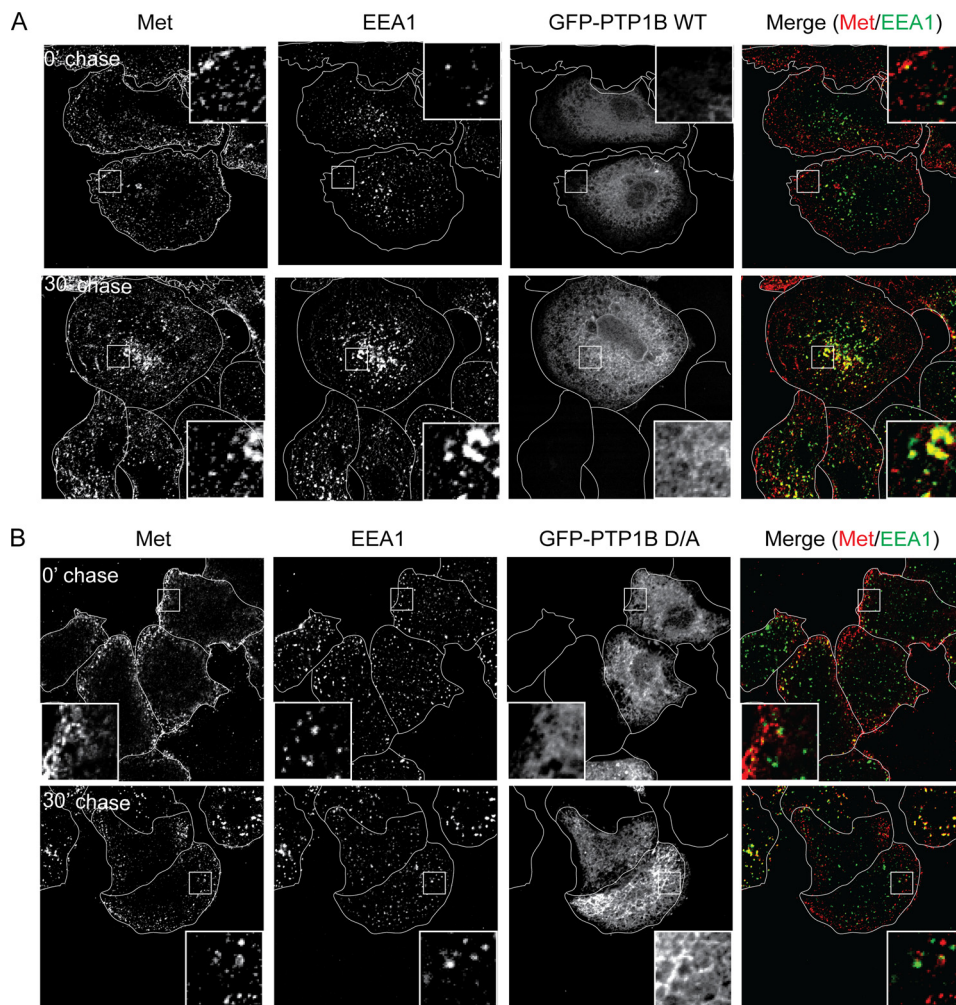 A
Met EEA1 GFP-PTP1B WT Merge (Met/EEA1)
0' chase
30' chase
B
Met EEA1 GFP-PTP1B D/A Merge (Met/EEA1)
0' chase
30' chase